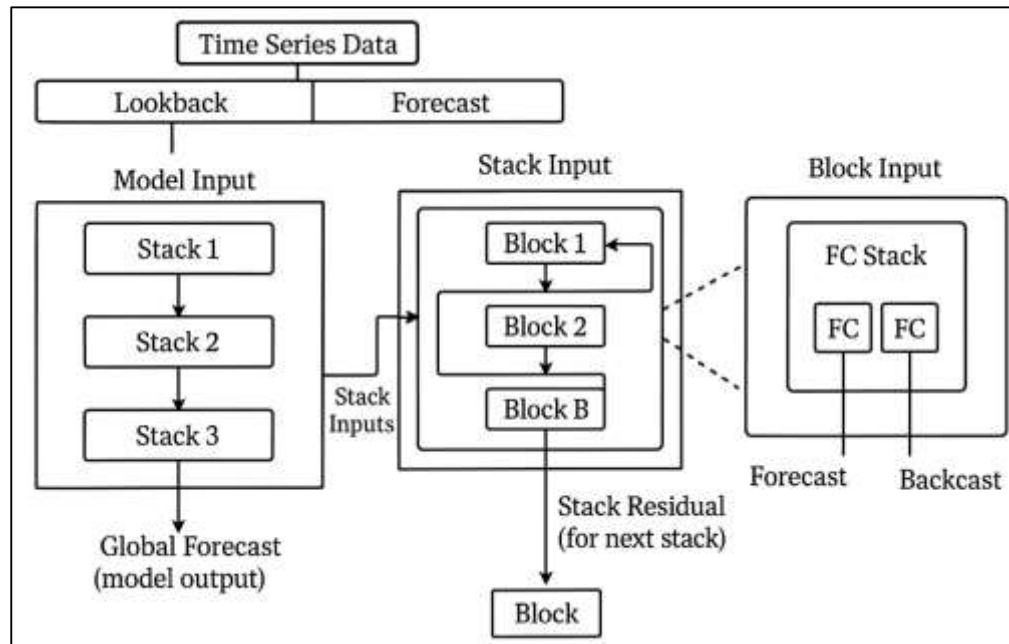 Time Series Data
Lookback
Forecast
Model Input
Stack 1
Stack 2
Stack 3
Global Forecast
(model output)
Stack
Inputs
Stack Input
Block 1
Block 2
Block B
Stack Residual
(for next stack)
Block
Block Input
FC Stack
FC
FC
Forecast
Backcast